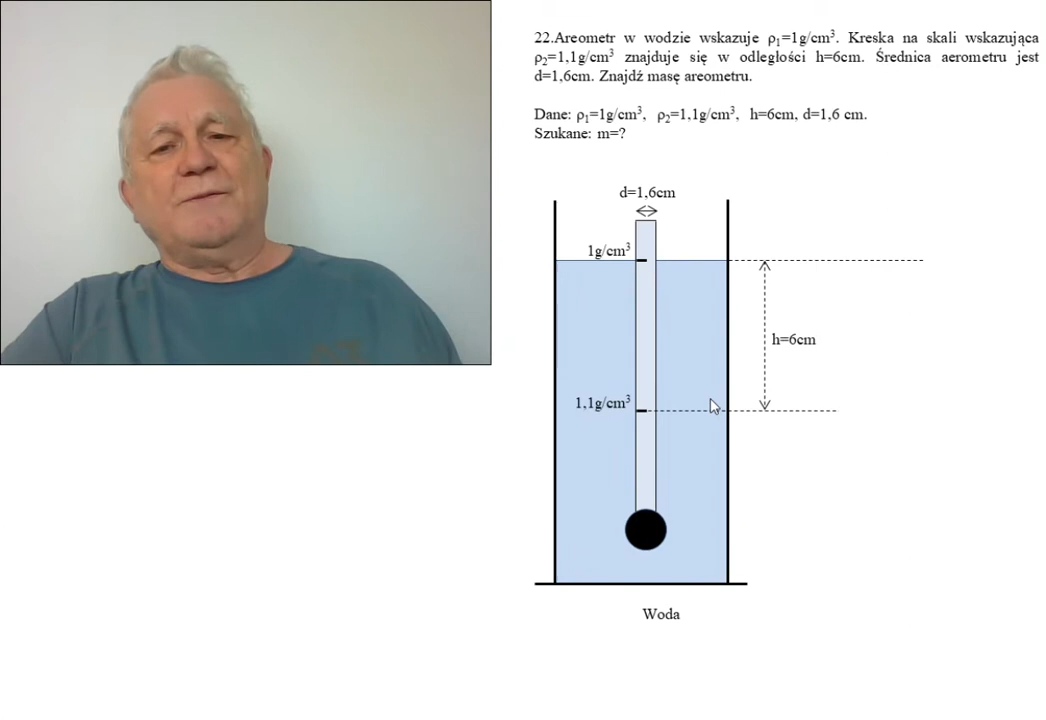 22.Areometr w wodzie wskazuje ρ₁=1g/cm³. Kreska na skali wskazująca
ρ₂=1,1g/cm³ znajduje się w odległości h=6cm. Średnica aerometru jest
d=1,6cm. Znajdź masę areometru.
Dane: ρ₁=1g/cm³, ρ₂=1,1g/cm³, h=6cm, d=1,6 cm.
Szukane: m=?
d=1,6cm
1g/cm³
h=6cm
1,1g/cm³
Woda